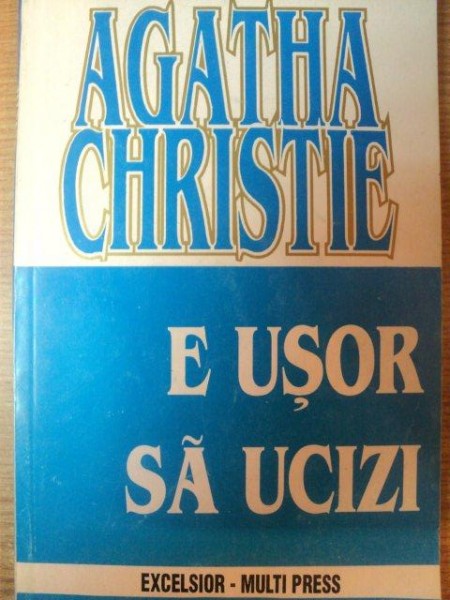 AGATHA
CHRISTIE
E UȘOR
SÃ UCIZI
EXCELSIOR - MULTI PRESS